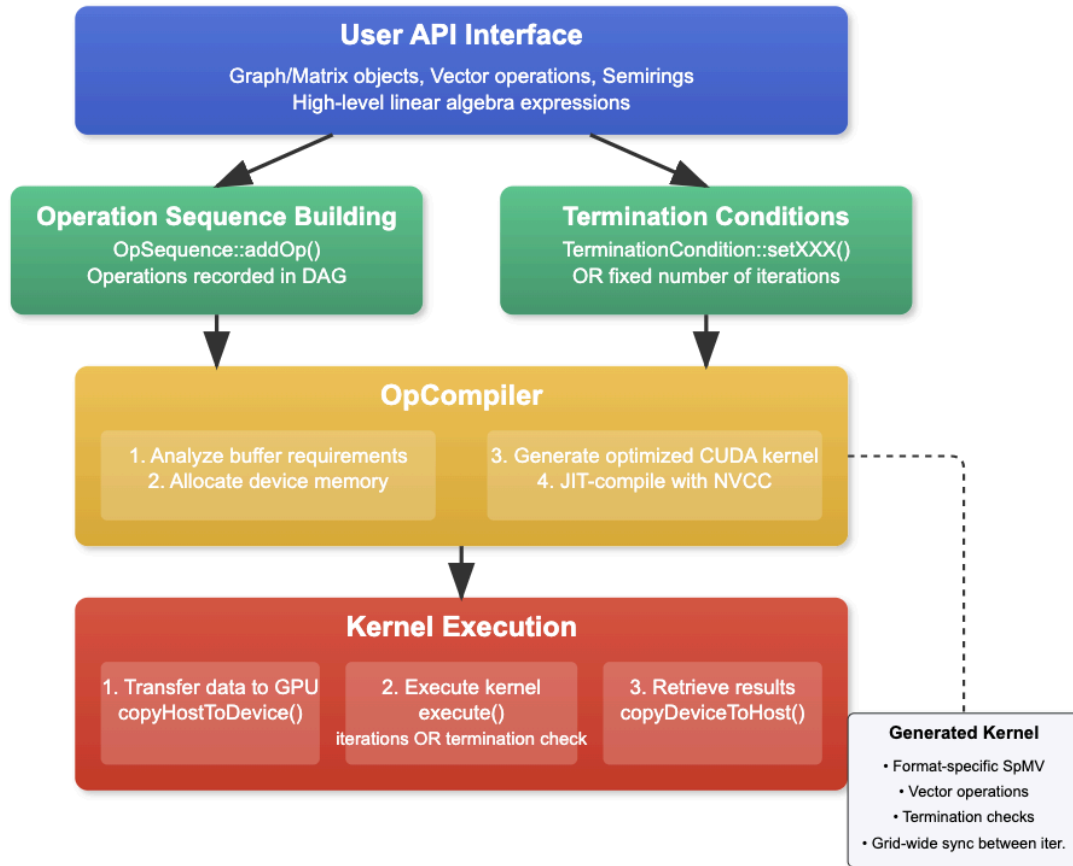 User API Interface
Graph/Matrix objects, Vector operations, Semirings
High-level linear algebra expressions
Operation Sequence Building
OpSequence::addOp()
Operations recorded in DAG
Termination Conditions
TerminationCondition::setXXX()
OR fixed number of iterations
OpCompiler
1. Analyze buffer requirements
2. Allocate device memory
3. Generate optimized CUDA kernel
4. JIT-compile with NVCC
Kernel Execution
1. Transfer data to GPU
copyHostToDevice()
2. Execute kernel
execute()
iterations OR termination check
3. Retrieve results
copyDeviceToHost()
Generated Kernel
• Format-specific SpMV
• Vector operations
• Termination checks
• Grid-wide sync between iter.